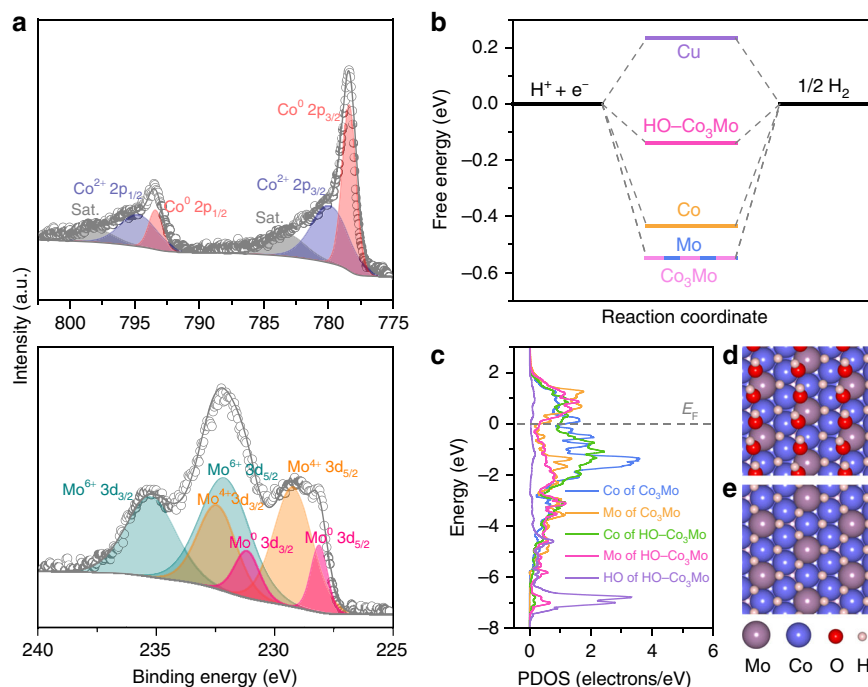 a
Co⁰ 2p₃/₂
Co²⁺ 2p₁/₂
Co²⁺ 2p₃/₂
Sat.
Co⁰ 2p₁/₂
Sat.
800 795 790 785 780 775
Intensity (a.u.)
Mo⁶⁺ 3d₃/₂
Mo⁶⁺ 3d₅/₂
Mo⁴⁺ 3d₅/₂
Mo⁴⁺3d₃/₂
Mo⁰ 3d₃/₂
Mo⁰ 3d₅/₂
240 235 230 225
Binding energy (eV)
b
0.2
0.0
−0.2
−0.4
−0.6
Free energy (eV)
H⁺ + e⁻
Cu
1/2 H₂
HO–Co₃Mo
Co
Mo
Co₃Mo
Reaction coordinate
c
2
0
−2
−4
−6
−8
Energy (eV)
E_F
Co of Co₃Mo
Mo of Co₃Mo
Co of HO–Co₃Mo
Mo of HO–Co₃Mo
HO of HO–Co₃Mo
0 2 4 6
PDOS (electrons/eV)
d
e
Mo Co O H